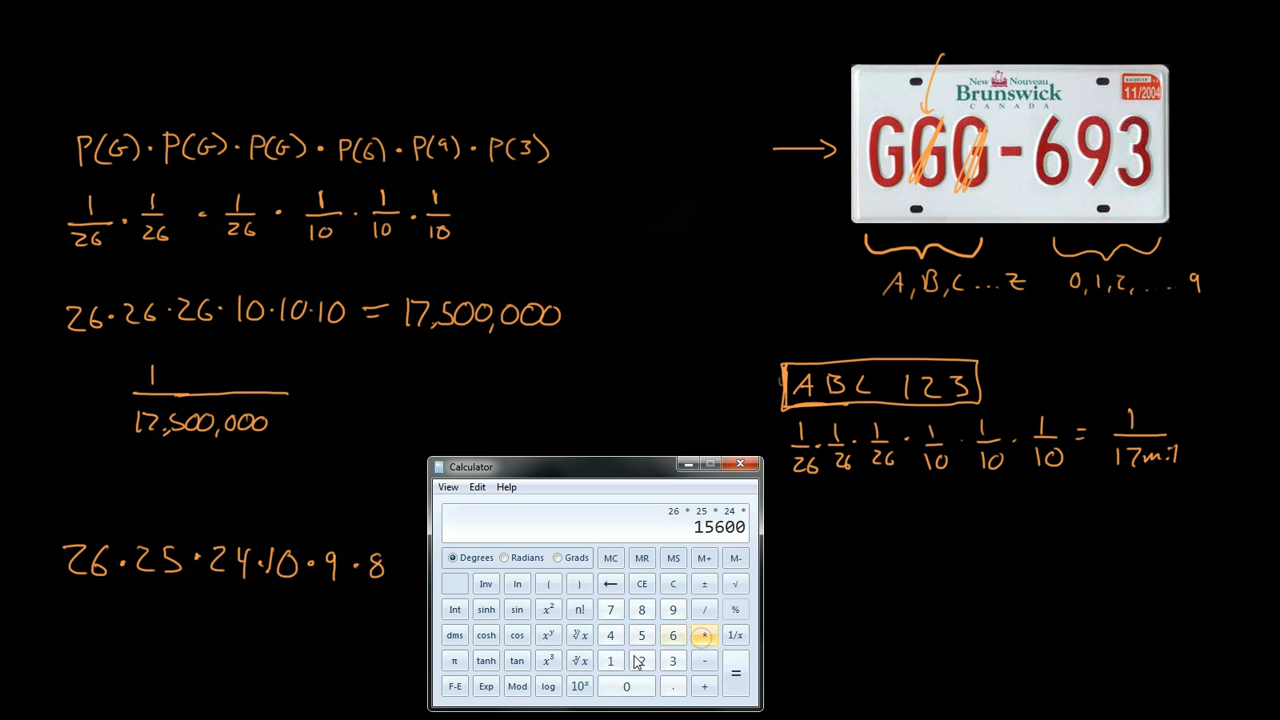 P(G) · P(G) · P(G) · P(6) · P(9) · P(3)
1/26 · 1/26 · 1/26 · 1/10 · 1/10 · 1/10
26 · 26 · 26 · 10 · 10 · 10 = 17,500,000
1
17,500,000
26 · 25 · 24 · 10 · 9 · 8
New Nouveau
Brunswick
CANADA
11/2004
GGG-693
A, B, C ... Z
0, 1, 2, .... 9
A B C 1 2 3
1/26 · 1/26 · 1/26 · 1/10 · 1/10 · 1/10 = 1/17mil
Calculator
View Edit Help
26 * 25 * 24 *
15600
Degrees Radians Grads MC MR MS M+ M-
Inv ln ( ) ← CE C ± √
Int sinh sin x² n! 7 8 9 / %
dms cosh cos xʸ ʸ√x 4 5 6 * 1/x
π tanh tan x³ ³√x 1 2 3 - =
F-E Exp Mod log 10ˣ 0 . +